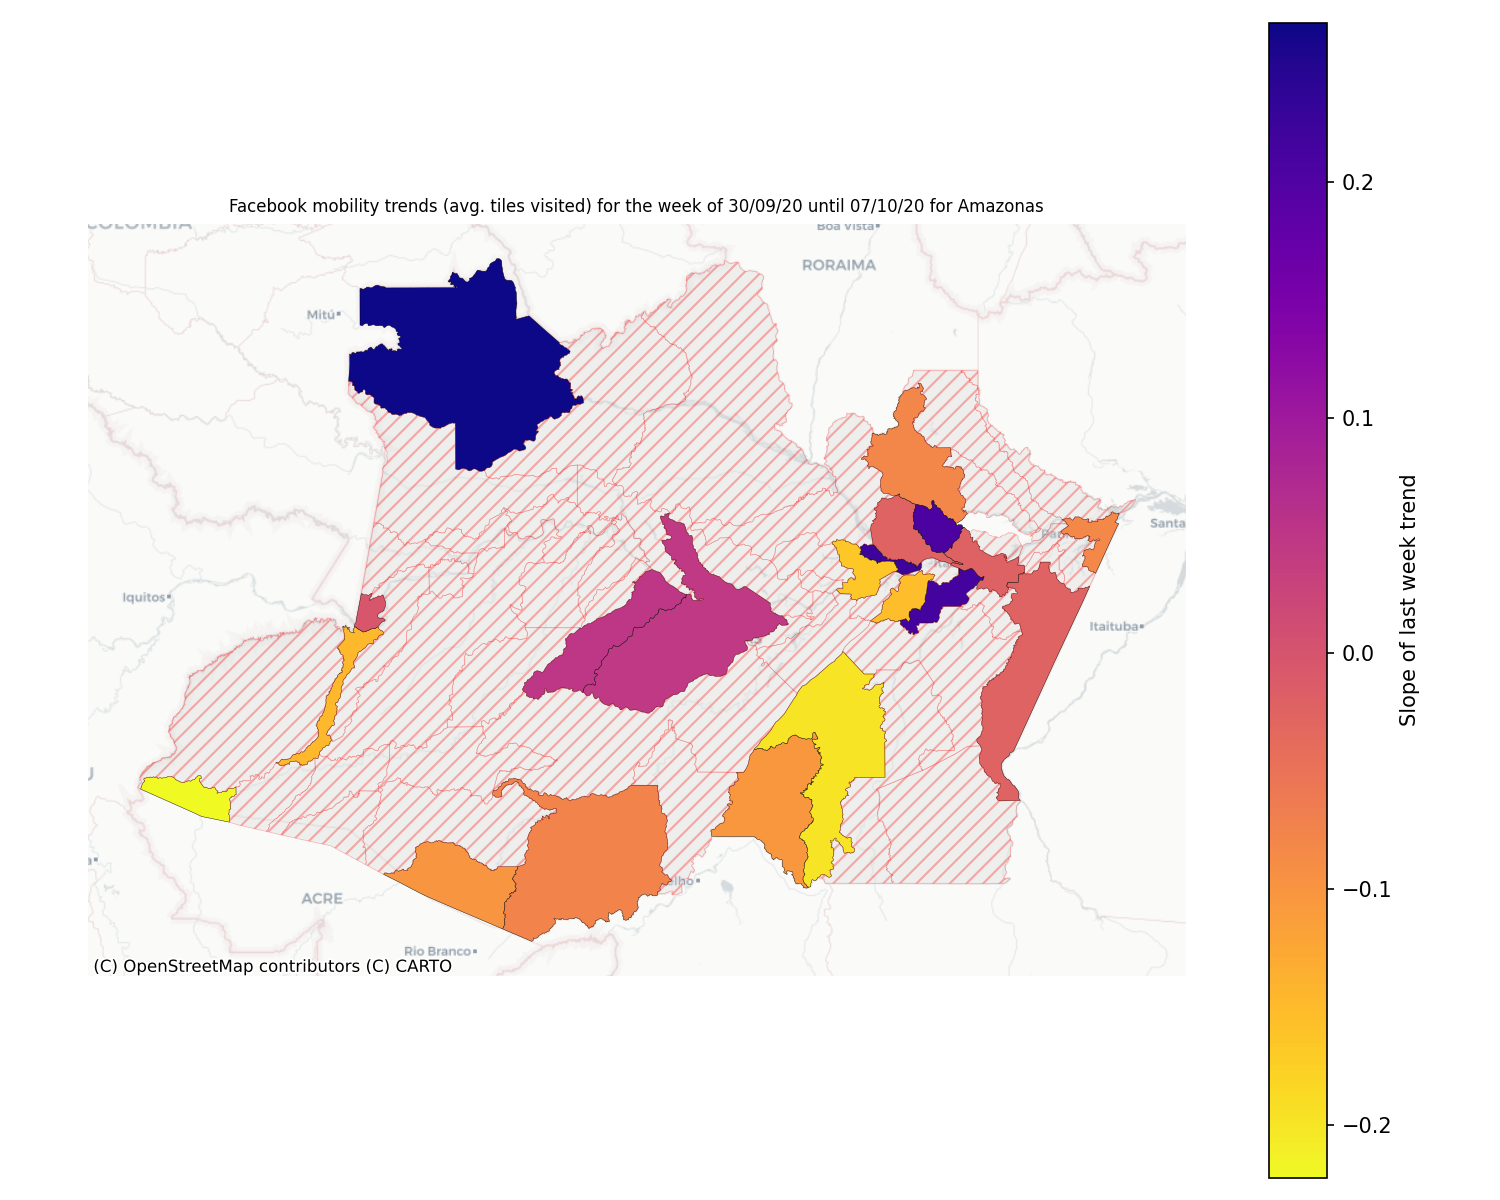 Facebook mobility trends (avg. tiles visited) for the week of 30/09/20 until 07/10/20 for Amazonas
COLOMBIA
Boa Vista
RORAIMA
Mitú
Santa
Iquitos
Itaituba
ACRE
Rio Branco
(C) OpenStreetMap contributors (C) CARTO
0.2
0.1
0.0
−0.1
−0.2
Slope of last week trend